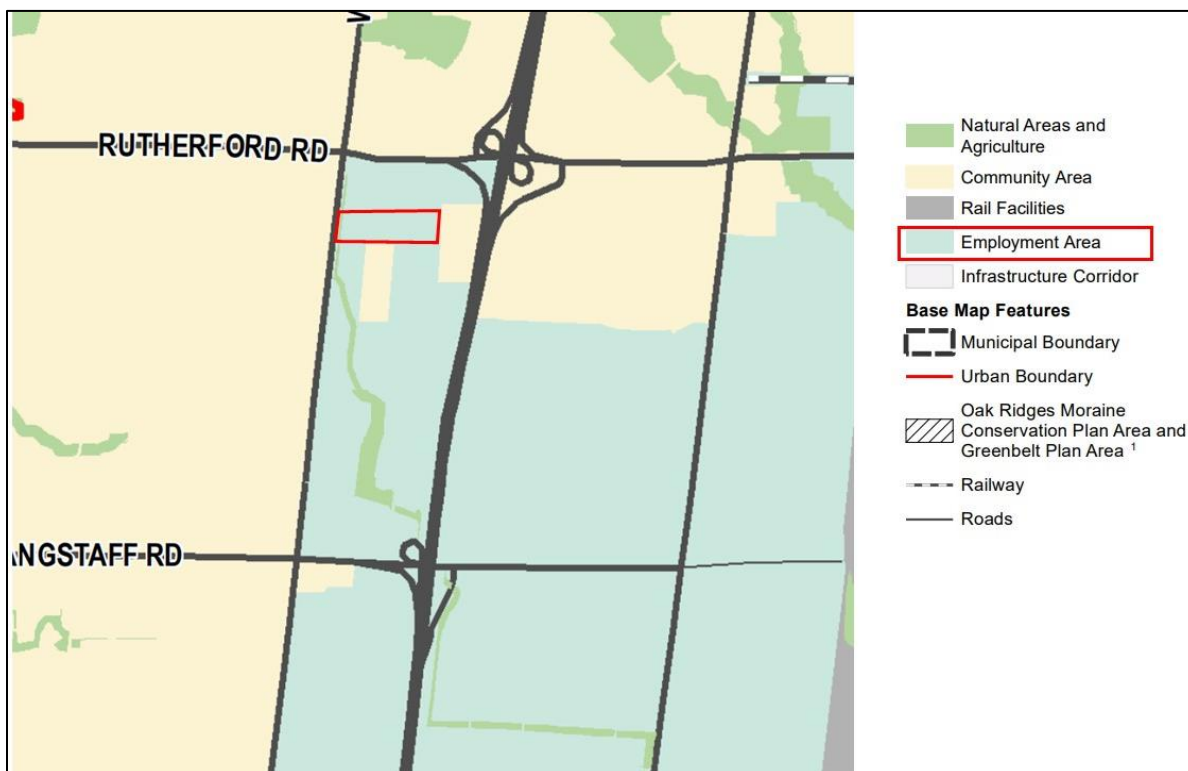 W
RUTHERFORD RD
ANGSTAFF RD
Natural Areas and
Agriculture
Community Area
Rail Facilities
Employment Area
Infrastructure Corridor
Base Map Features
Municipal Boundary
Urban Boundary
Oak Ridges Moraine
Conservation Plan Area and
Greenbelt Plan Area 1
Railway
Roads